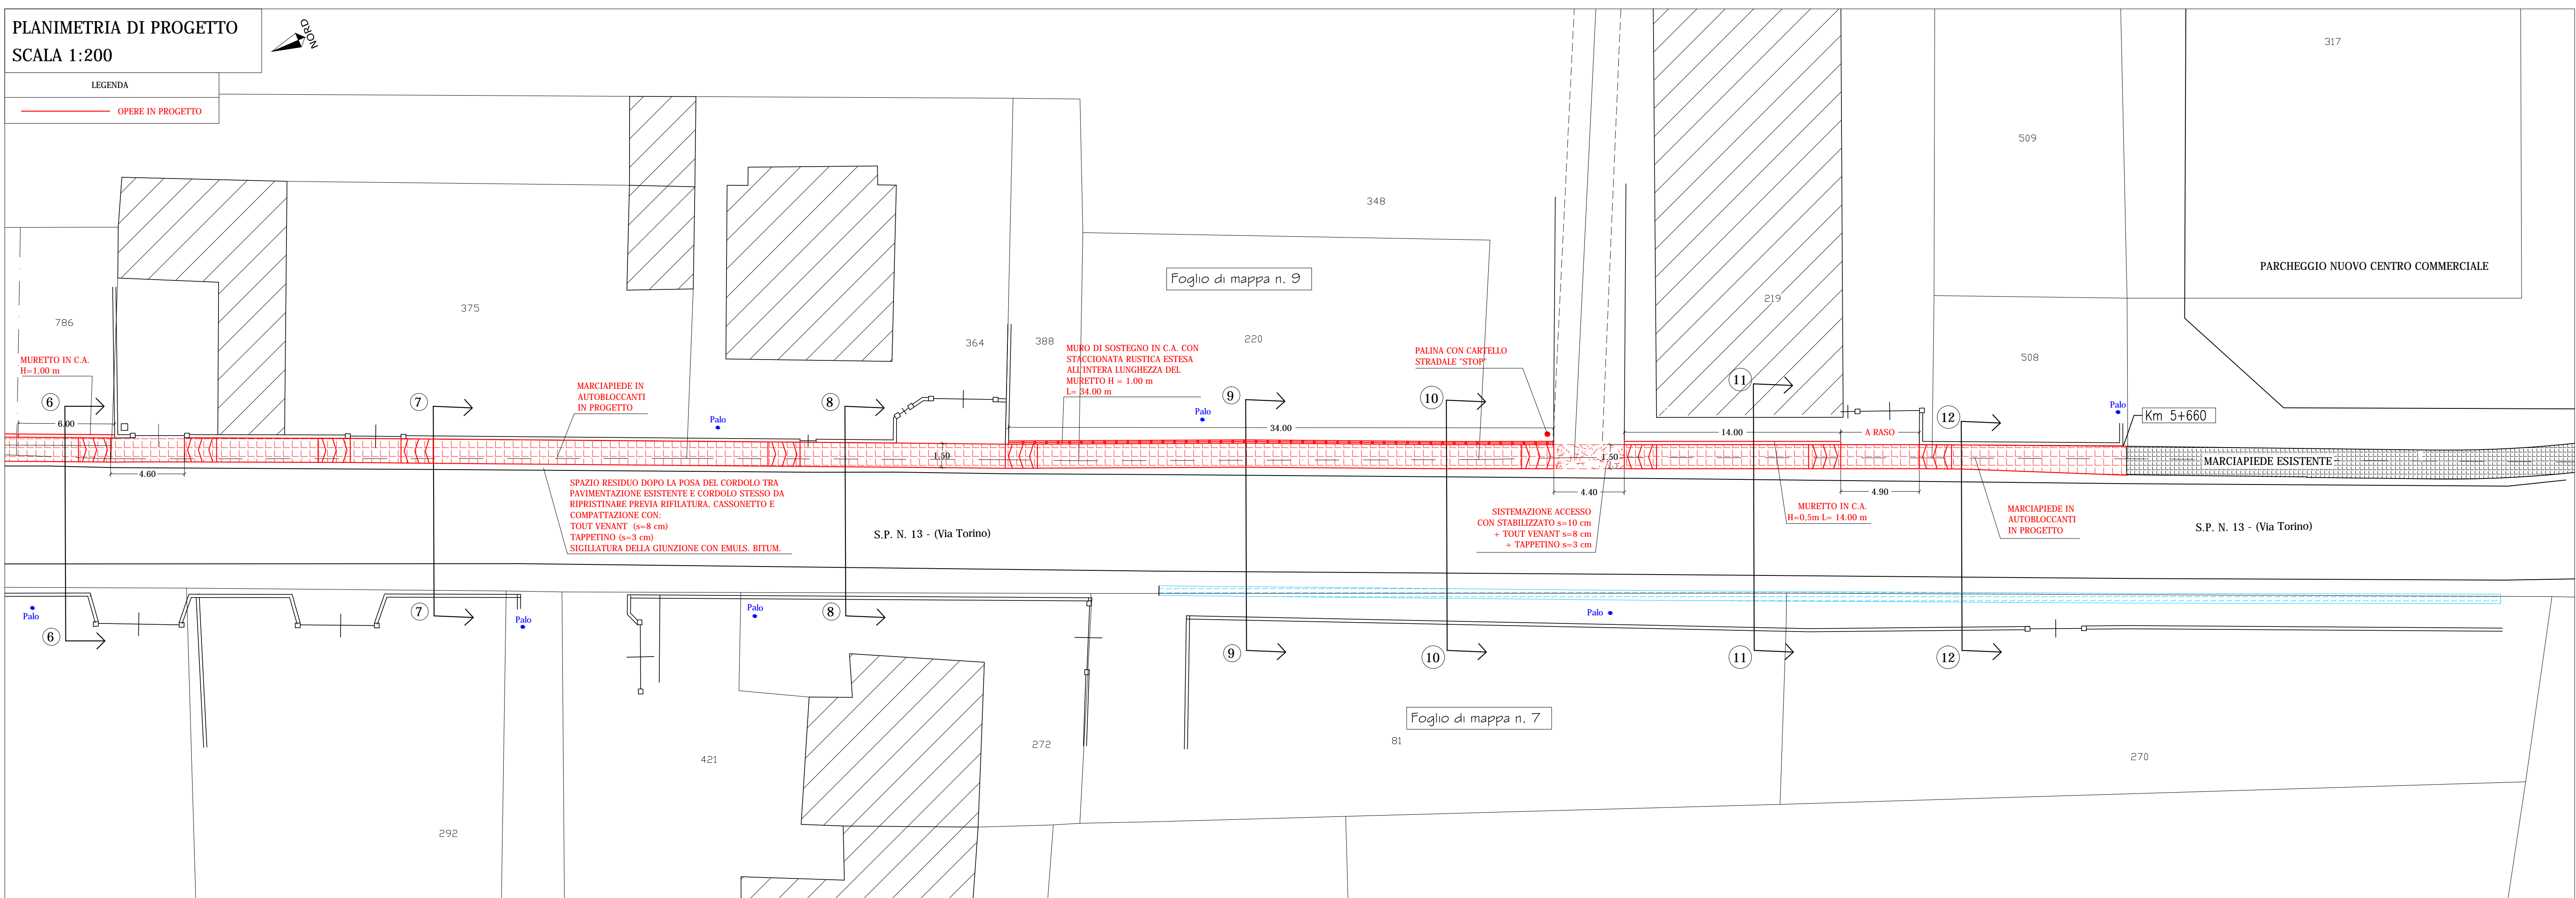 PLANIMETRIA DI PROGETTO
SCALA 1:200
NORD
LEGENDA
OPERE IN PROGETTO
317
509
348
PARCHEGGIO NUOVO CENTRO COMMERCIALE
Foglio di mappa n. 9
219
375
786
364
388
220
508
MURETTO IN C.A.
H=1.00 m
MARCIAPIEDE IN
AUTOBLOCCANTI
IN PROGETTO
MURO DI SOSTEGNO IN C.A. CON
STACCIONATA RUSTICA ESTESA
ALL'INTERA LUNGHEZZA DEL
MURETTO H = 1.00 m
L= 34.00 m
PALINA CON CARTELLO
STRADALE "STOP"
6
7
8
9
10
11
12
Palo
Palo
Palo
Km 5+660
6.00
34.00
14.00
A RASO
1.50
1.50
MARCIAPIEDE ESISTENTE
4.60
4.40
4.90
SPAZIO RESIDUO DOPO LA POSA DEL CORDOLO TRA
PAVIMENTAZIONE ESISTENTE E CORDOLO STESSO DA
RIPRISTINARE PREVIA RIFILATURA, CASSONETTO E
COMPATTAZIONE CON:
TOUT VENANT (s=8 cm)
TAPPETINO (s=3 cm)
SIGILLATURA DELLA GIUNZIONE CON EMULS. BITUM.
S.P. N. 13 - (Via Torino)
SISTEMAZIONE ACCESSO
CON STABILIZZATO s=10 cm
+ TOUT VENANT s=8 cm
+ TAPPETINO s=3 cm
MURETTO IN C.A.
H=0,5m L= 14.00 m
MARCIAPIEDE IN
AUTOBLOCCANTI
IN PROGETTO
S.P. N. 13 - (Via Torino)
Palo
Palo
Palo
Palo
6
7
8
9
10
11
12
Foglio di mappa n. 7
292
421
272
81
270